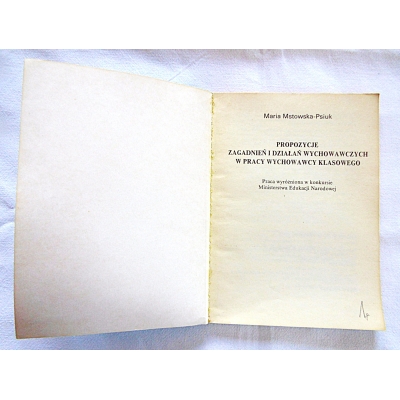 Maria Mstowska-Psiuk
PROPOZYCJE
ZAGADNIEŃ I DZIAŁAŃ WYCHOWAWCZYCH
W PRACY WYCHOWAWCY KLASOWEGO
Praca wyróżniona w konkursie
Ministerstwa Edukacji Narodowej